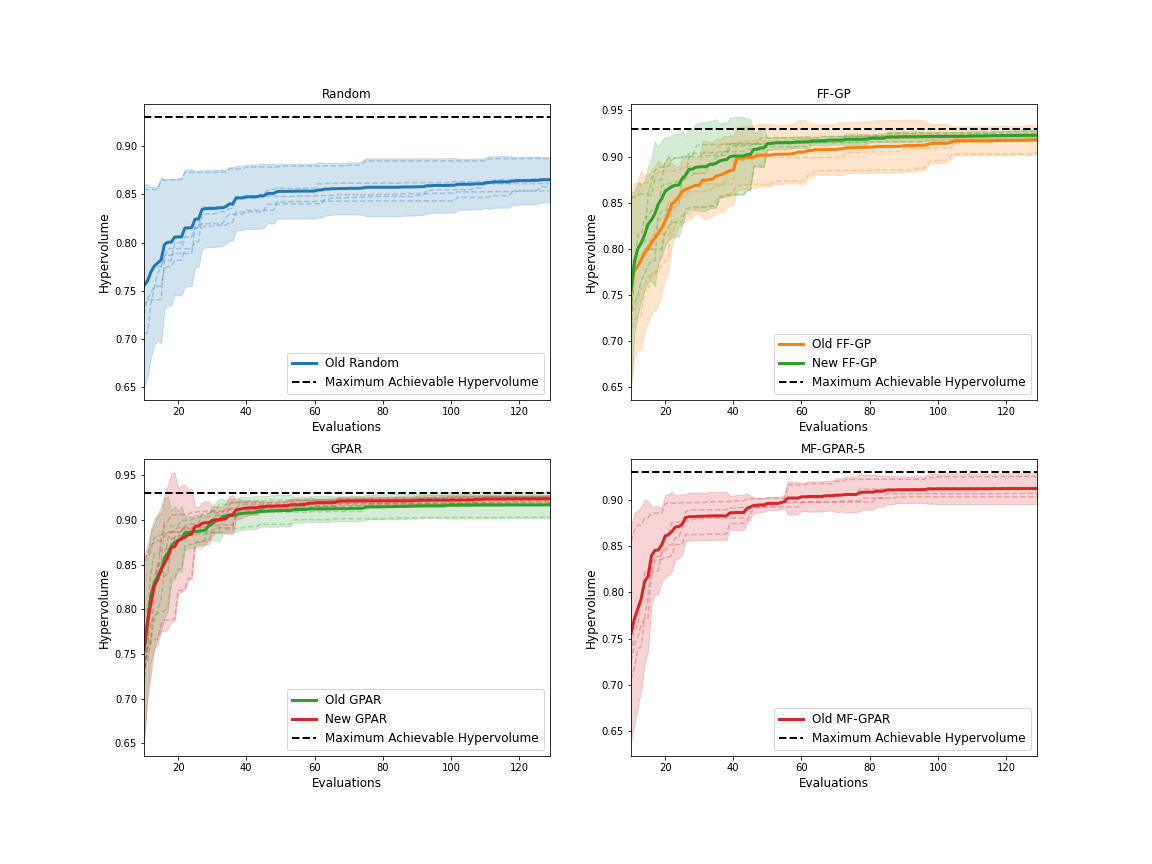 Random
0.90
0.85
0.80
0.75
0.70
0.65
Hypervolume
Old Random
Maximum Achievable Hypervolume
20 40 60 80 100 120
Evaluations
FF-GP
0.95
0.90
0.85
0.80
0.75
0.70
0.65
Hypervolume
Old FF-GP
New FF-GP
Maximum Achievable Hypervolume
20 40 60 80 100 120
Evaluations
GPAR
0.95
0.90
0.85
0.80
0.75
0.70
0.65
Hypervolume
Old GPAR
New GPAR
Maximum Achievable Hypervolume
20 40 60 80 100 120
Evaluations
MF-GPAR-5
0.90
0.85
0.80
0.75
0.70
0.65
Hypervolume
Old MF-GPAR
Maximum Achievable Hypervolume
20 40 60 80 100 120
Evaluations